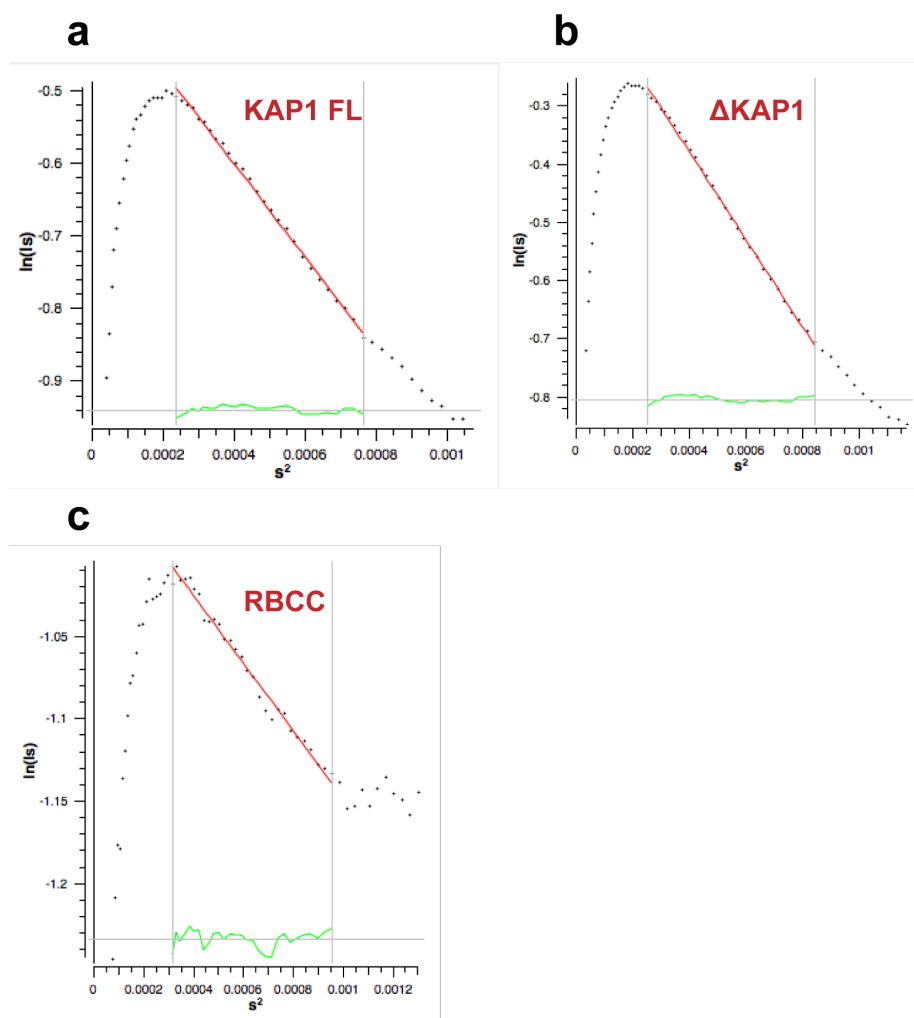 a
KAP1 FL
ln(Is)
-0.5
-0.6
-0.7
-0.8
-0.9
0 0.0002 0.0004 0.0006 0.0008 0.001
s²
b
ΔKAP1
ln(Is)
-0.3
-0.4
-0.5
-0.6
-0.7
-0.8
0 0.0002 0.0004 0.0006 0.0008 0.001
s²
c
RBCC
ln(Is)
-1.05
-1.1
-1.15
-1.2
0 0.0002 0.0004 0.0006 0.0008 0.001 0.0012
s²